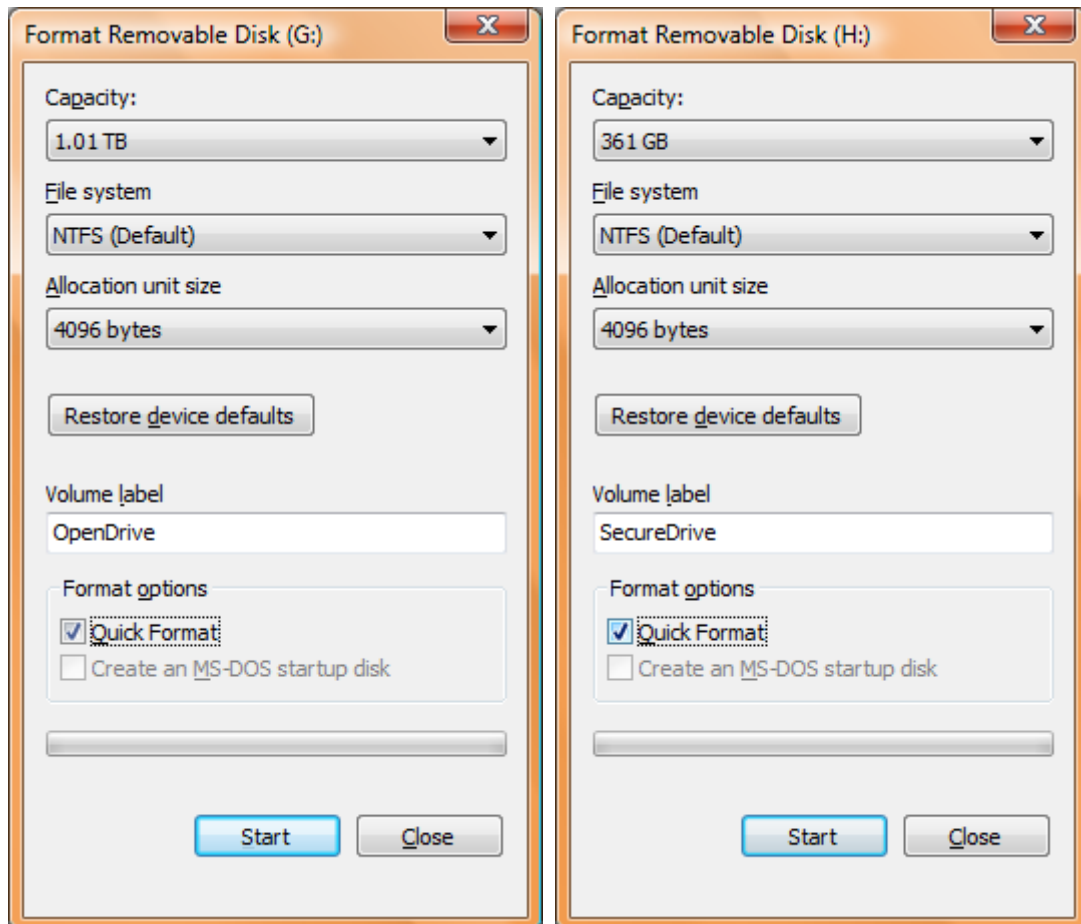 Format Removable Disk (G:)
Capacity:
1.01 TB
File system
NTFS (Default)
Allocation unit size
4096 bytes
Restore device defaults
Volume label
OpenDrive
Format options
Quick Format
Create an MS-DOS startup disk
Start
Close
Format Removable Disk (H:)
Capacity:
361 GB
File system
NTFS (Default)
Allocation unit size
4096 bytes
Restore device defaults
Volume label
SecureDrive
Format options
Quick Format
Create an MS-DOS startup disk
Start
Close